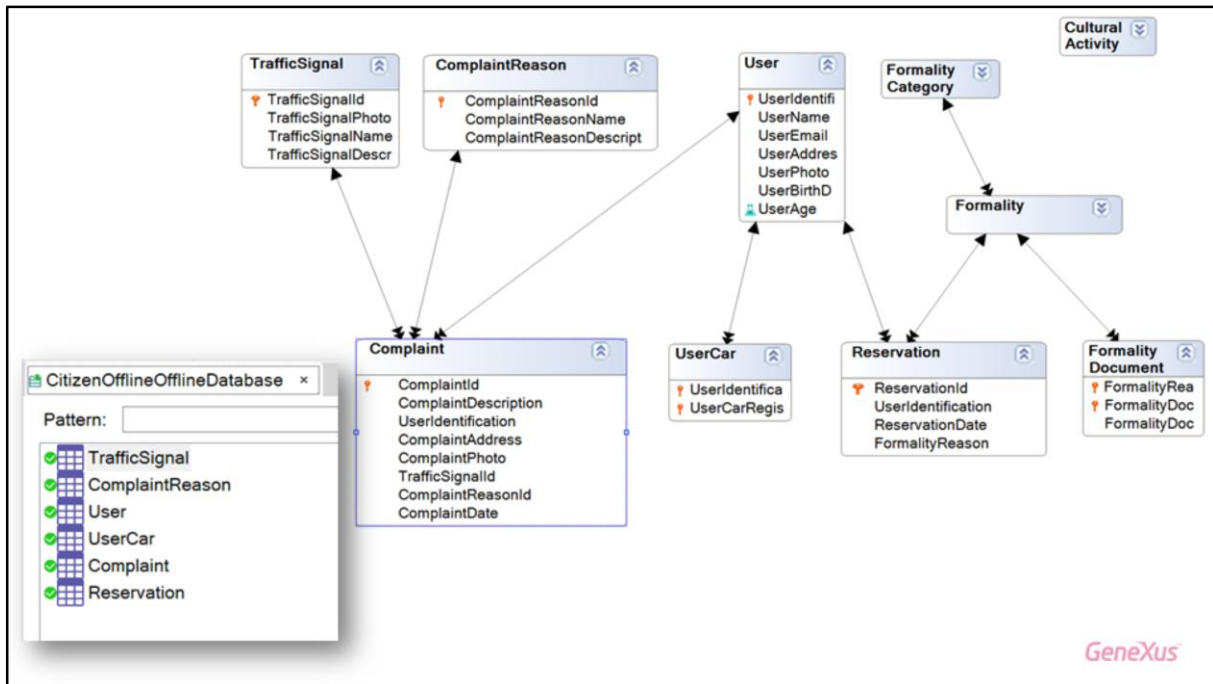 Cultural
Activity
TrafficSignal
TrafficSignalId
TrafficSignalPhoto
TrafficSignalName
TrafficSignalDescr
ComplaintReason
ComplaintReasonId
ComplaintReasonName
ComplaintReasonDescript
User
UserIdentifi
UserName
UserEmail
UserAddres
UserPhoto
UserBirthD
UserAge
Formality
Category
Formality
Complaint
ComplaintId
ComplaintDescription
UserIdentification
ComplaintAddress
ComplaintPhoto
TrafficSignalId
ComplaintReasonId
ComplaintDate
UserCar
UserIdentifica
UserCarRegis
Reservation
ReservationId
UserIdentification
ReservationDate
FormalityReason
Formality
Document
FormalityRea
FormalityDoc
FormalityDoc
CitizenOfflineOfflineDatabase ×
Pattern:
TrafficSignal
ComplaintReason
User
UserCar
Complaint
Reservation
GeneXus